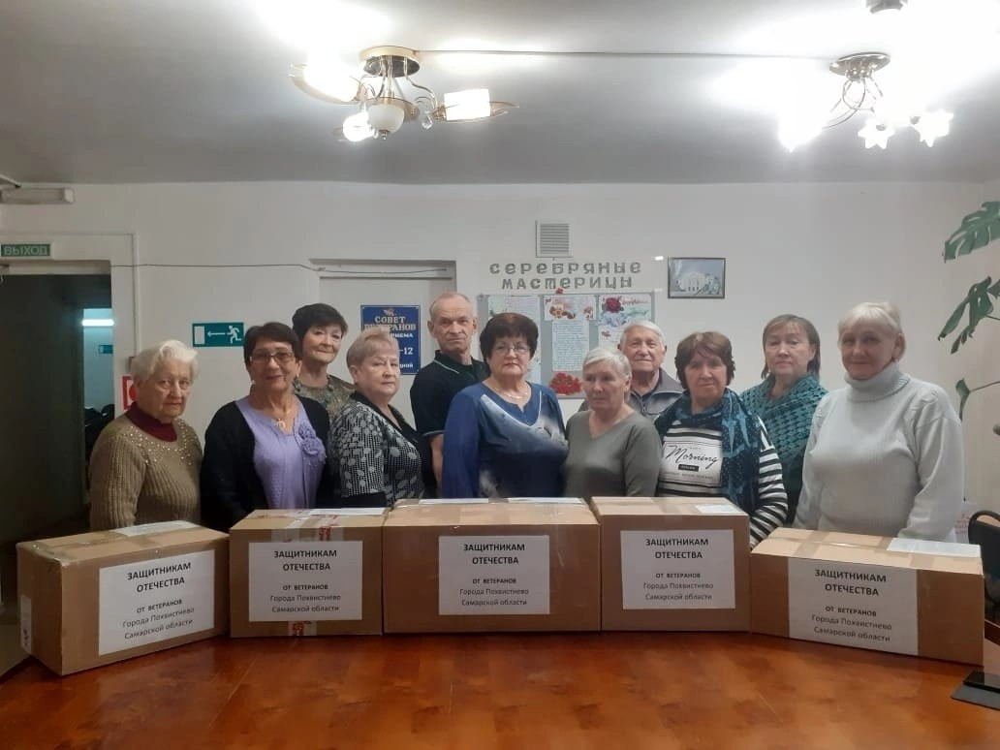 ВЫХОД
СЕРЕБРЯНЫЕ
МАСТЕРИЦЫ
СОВЕТ
ВЕТЕРАНОВ
Morning
ЗАЩИТНИКАМ
ОТЕЧЕСТВА
ОТ ВЕТЕРАНОВ
Города Похвистнево
Самарской области
ЗАЩИТНИКАМ
ОТЕЧЕСТВА
ОТ ВЕТЕРАНОВ
Города Похвистнево
Самарской области
ЗАЩИТНИКАМ
ОТЕЧЕСТВА
ОТ ВЕТЕРАНОВ
Города Похвистнево
Самарской области
ЗАЩИТНИКАМ
ОТЕЧЕСТВА
ОТ ВЕТЕРАНОВ
Города Похвистнево
Самарской области
ЗАЩИТНИКАМ
ОТЕЧЕСТВА
ОТ ВЕТЕРАНОВ
Города Похвистнево
Самарской области